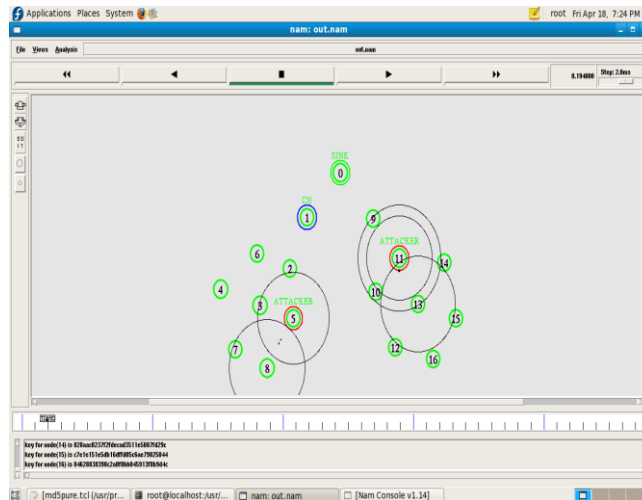 Applications Places System root Fri Apr 18, 7:24 PM
nam: out.nam
File Views Analysis out.nam
0.194000 Step: 2.0ms
SINK
0
CH
1
9
ATTACKER
6
11
2
14
4
10
3
13
ATTACKER
5
15
7
12
8
16
key for node(14) is
key for node(15) is
key for node(16) is
[md5pure.tcl (/usr/pr... root@localhost:/usr/... nam: out.nam [Nam Console v1.14]